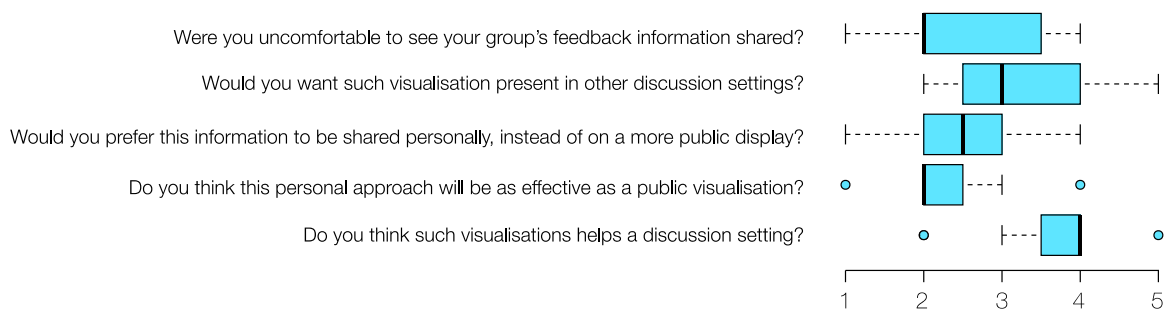 Were you uncomfortable to see your group's feedback information shared?
Would you want such visualisation present in other discussion settings?
Would you prefer this information to be shared personally, instead of on a more public display?
Do you think this personal approach will be as effective as a public visualisation?
Do you think such visualisations helps a discussion setting?
1 2 3 4 5